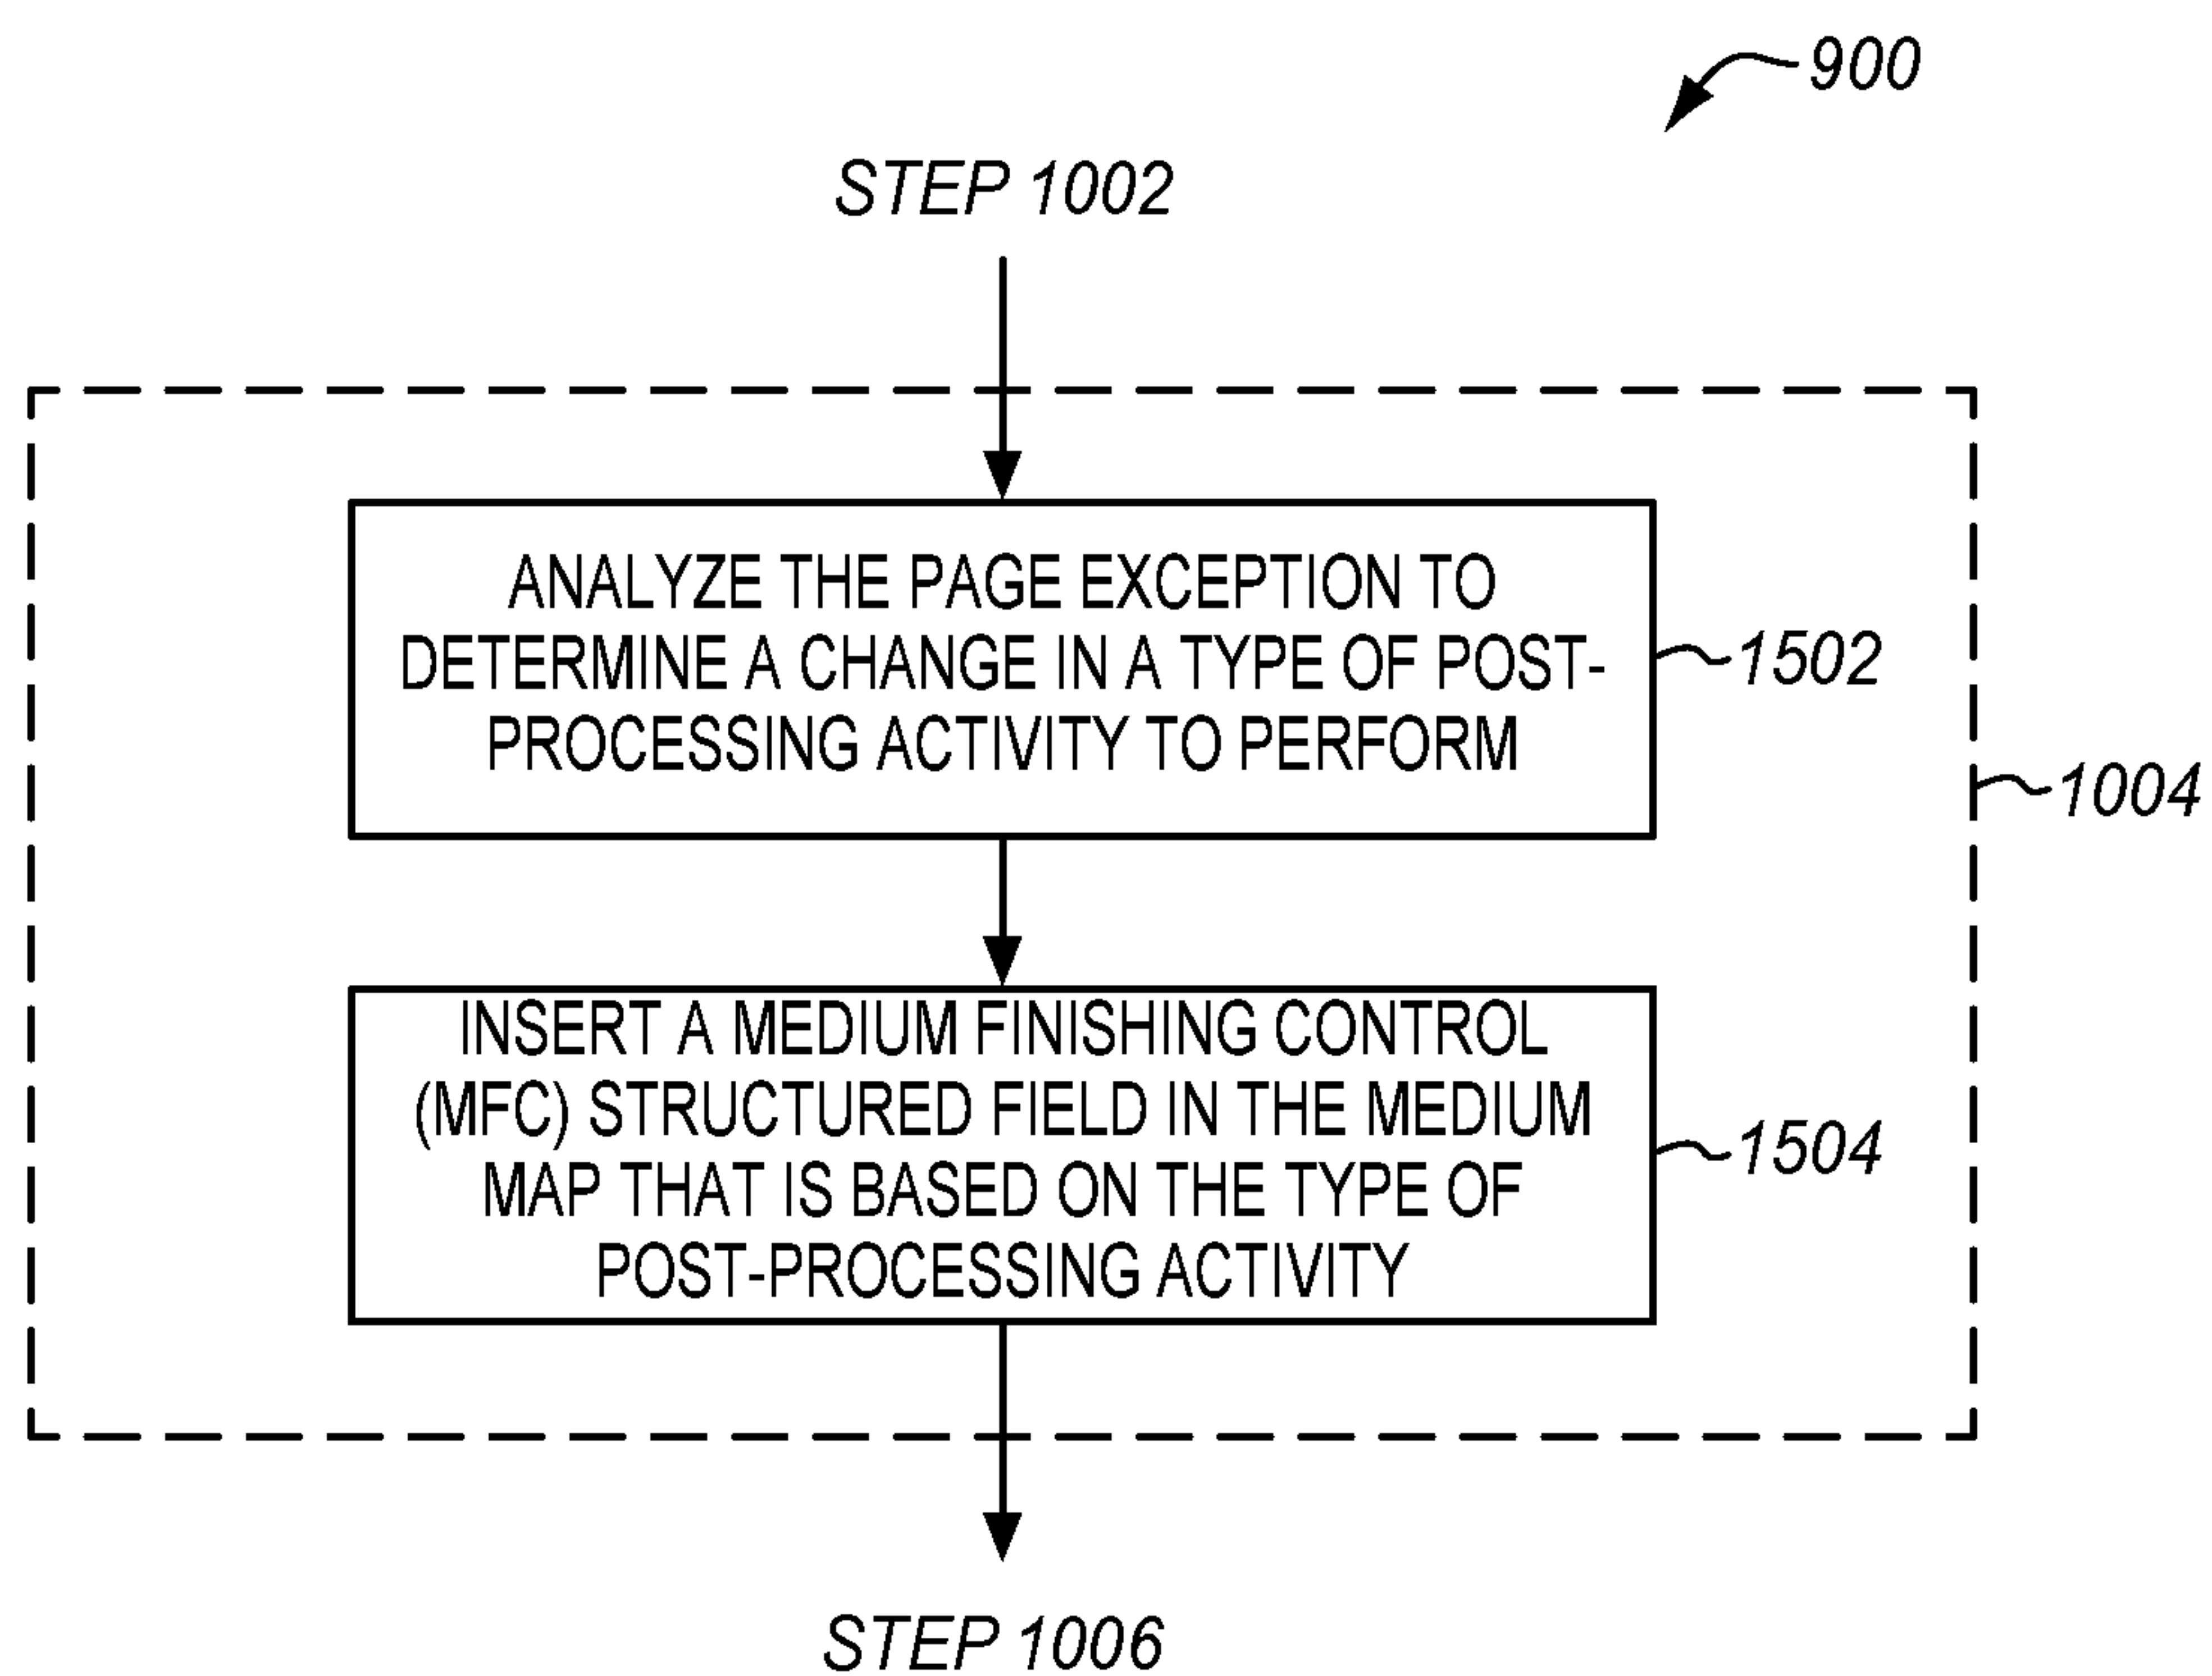 900
STEP 1002
ANALYZE THE PAGE EXCEPTION TO
DETERMINE A CHANGE IN A TYPE OF POST-
PROCESSING ACTIVITY TO PERFORM
1502
1004
INSERT A MEDIUM FINISHING CONTROL
(MFC) STRUCTURED FIELD IN THE MEDIUM
MAP THAT IS BASED ON THE TYPE OF
POST-PROCESSING ACTIVITY
1504
STEP 1006